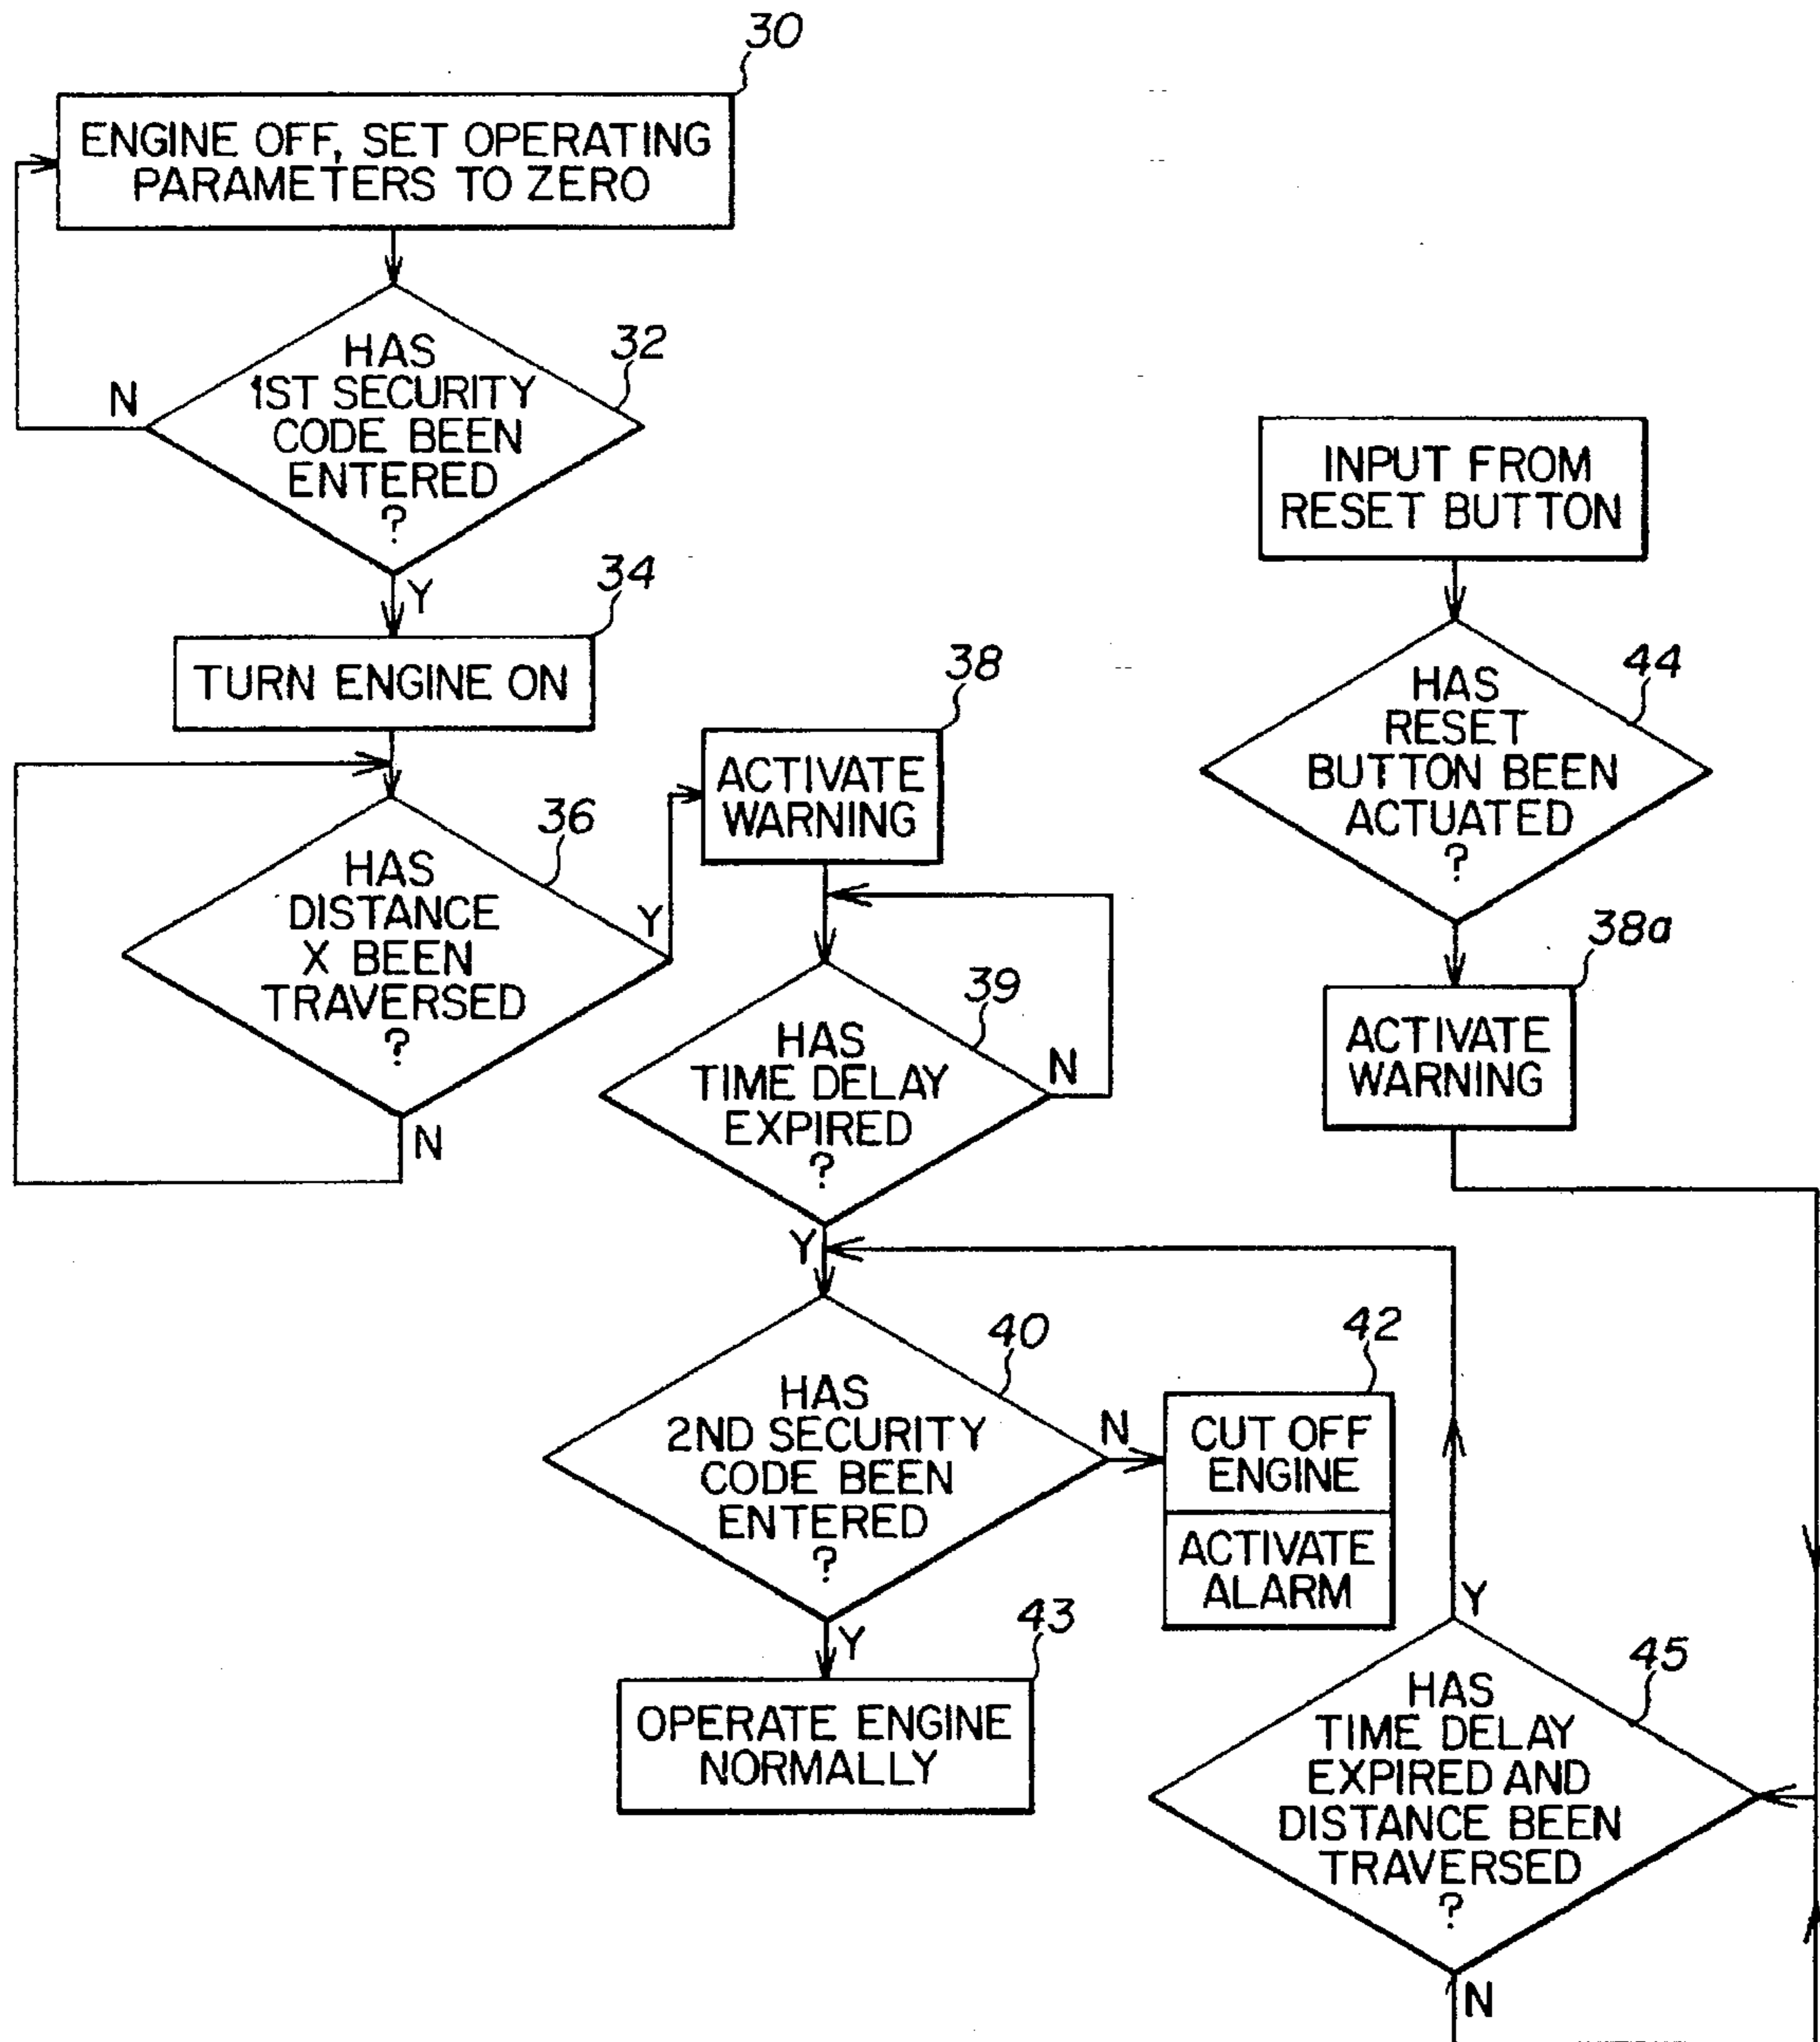 30
ENGINE OFF, SET OPERATING
PARAMETERS TO ZERO
32
HAS
1ST SECURITY
CODE BEEN
ENTERED
?
N
Y
34
TURN ENGINE ON
36
HAS
DISTANCE
X BEEN
TRAVERSED
?
Y
N
38
ACTIVATE
WARNING
39
HAS
TIME DELAY
EXPIRED
?
N
Y
40
HAS
2ND SECURITY
CODE BEEN
ENTERED
?
N
Y
42
CUT OFF
ENGINE
ACTIVATE
ALARM
43
OPERATE ENGINE
NORMALLY
INPUT FROM
RESET BUTTON
44
HAS
RESET
BUTTON BEEN
ACTUATED
?
38a
ACTIVATE
WARNING
Y
45
HAS
TIME DELAY
EXPIRED AND
DISTANCE BEEN
TRAVERSED
?
N